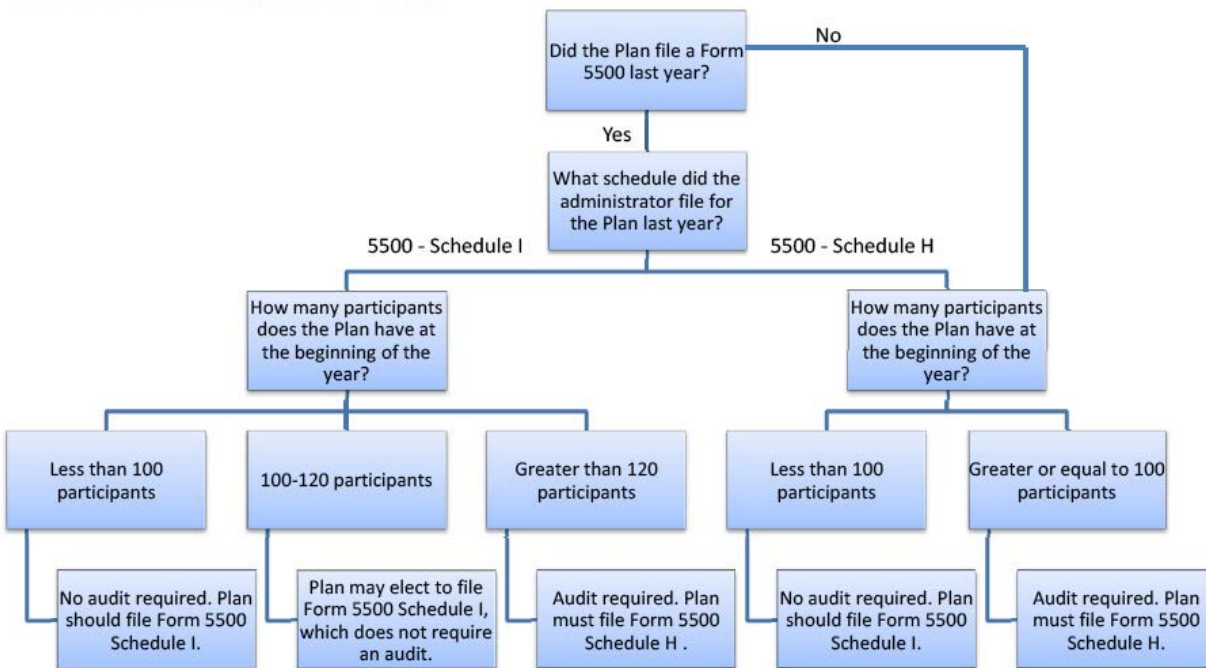 No
Did the Plan file a Form
5500 last year?
Yes
What schedule did the
administrator file for
the Plan last year?
5500 - Schedule I
5500 - Schedule H
How many participants
does the Plan have at
the beginning of the
year?
How many participants
does the Plan have at
the beginning of the
year?
Less than 100
participants
100-120 participants
Greater than 120
participants
Less than 100
participants
Greater or equal to 100
participants
No audit required. Plan
should file Form 5500
Schedule I.
Plan may elect to file
Form 5500 Schedule I,
which does not require
an audit.
Audit required. Plan
must file Form 5500
Schedule H .
No audit required. Plan
should file Form 5500
Schedule I.
Audit required. Plan
must file Form 5500
Schedule H.